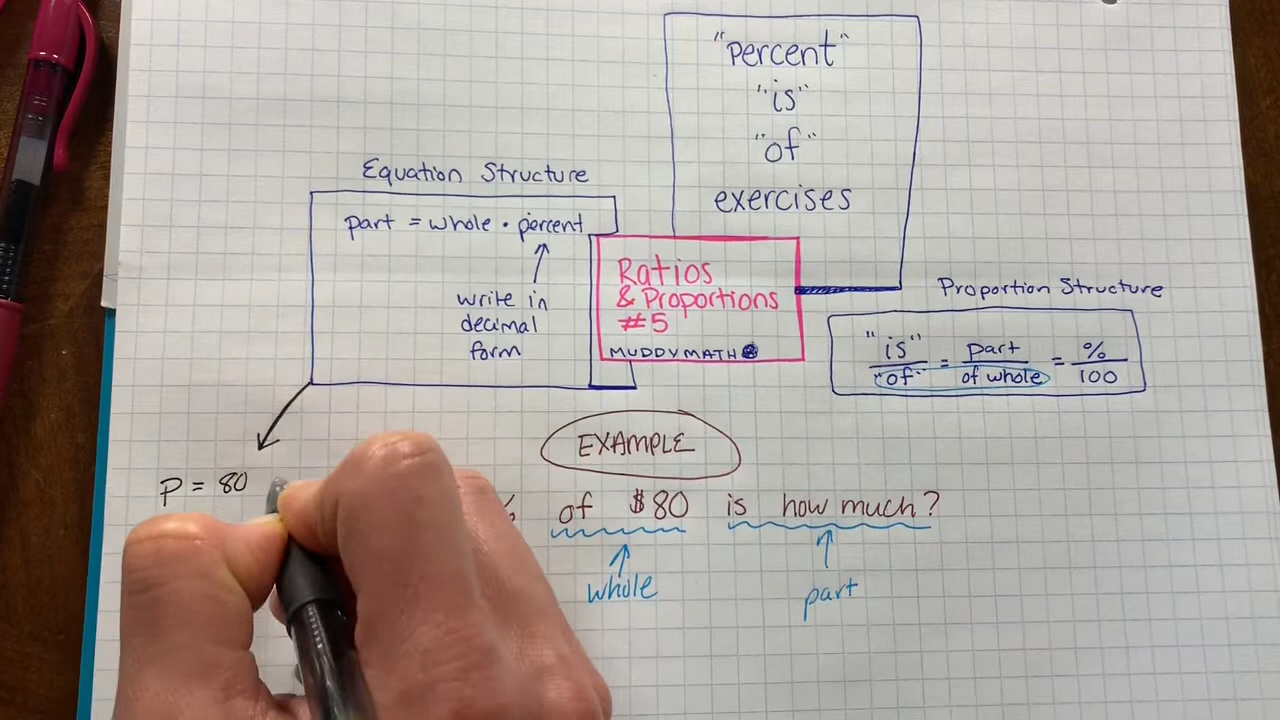 "percent"
"is"
"of"
exercises
Equation Structure
part = whole · percent
write in
decimal
form
Ratios
& Proportions
#5
MUDDYMATH
Proportion Structure
"is" / "of" = part / of whole = % / 100
EXAMPLE
P = 80
% of $80 is how much?
whole
part